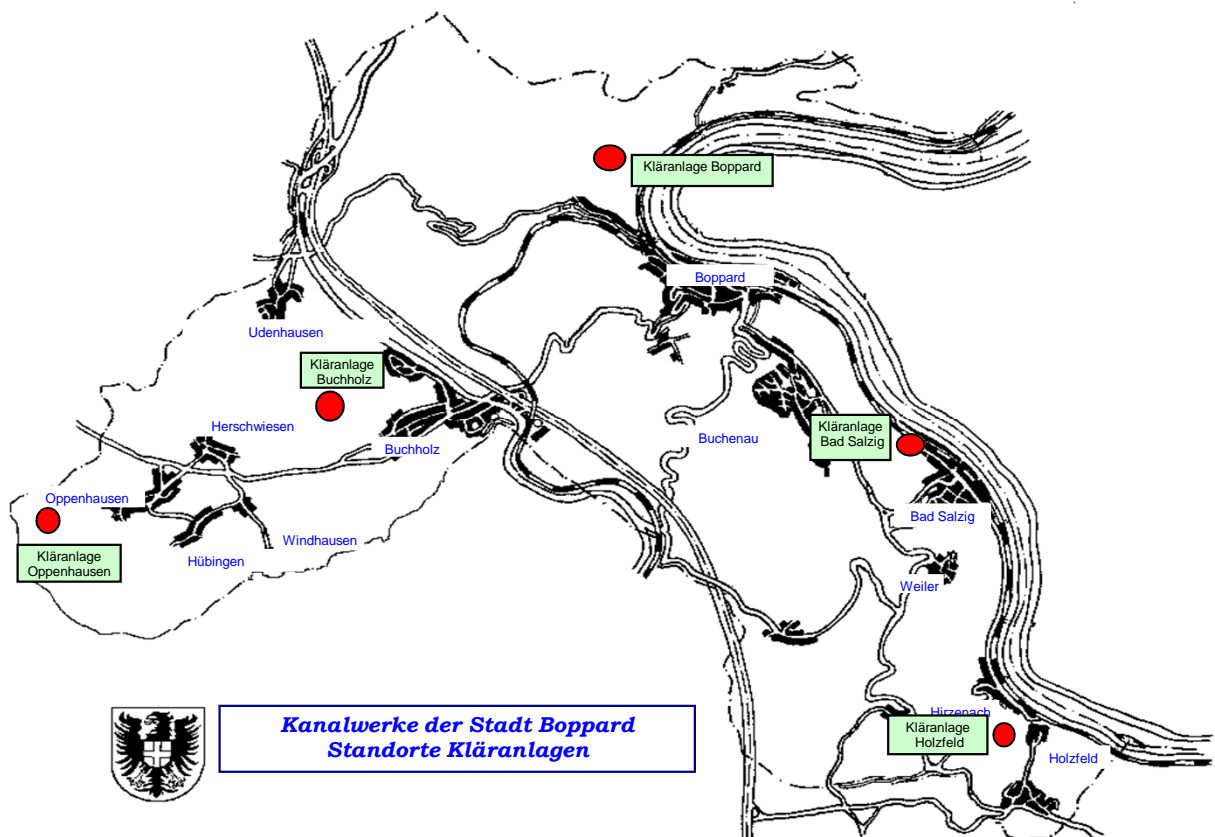 Kläranlage Boppard
Boppard
Udenhausen
Kläranlage
Buchholz
Herschwiesen
Buchholz
Buchenau
Kläranlage
Bad Salzig
Oppenhausen
Bad Salzig
Windhausen
Hübingen
Kläranlage
Oppenhausen
Weiler
Hirzenach
Kläranlage
Holzfeld
Holzfeld
Kanalwerke der Stadt Boppard
Standorte Kläranlagen